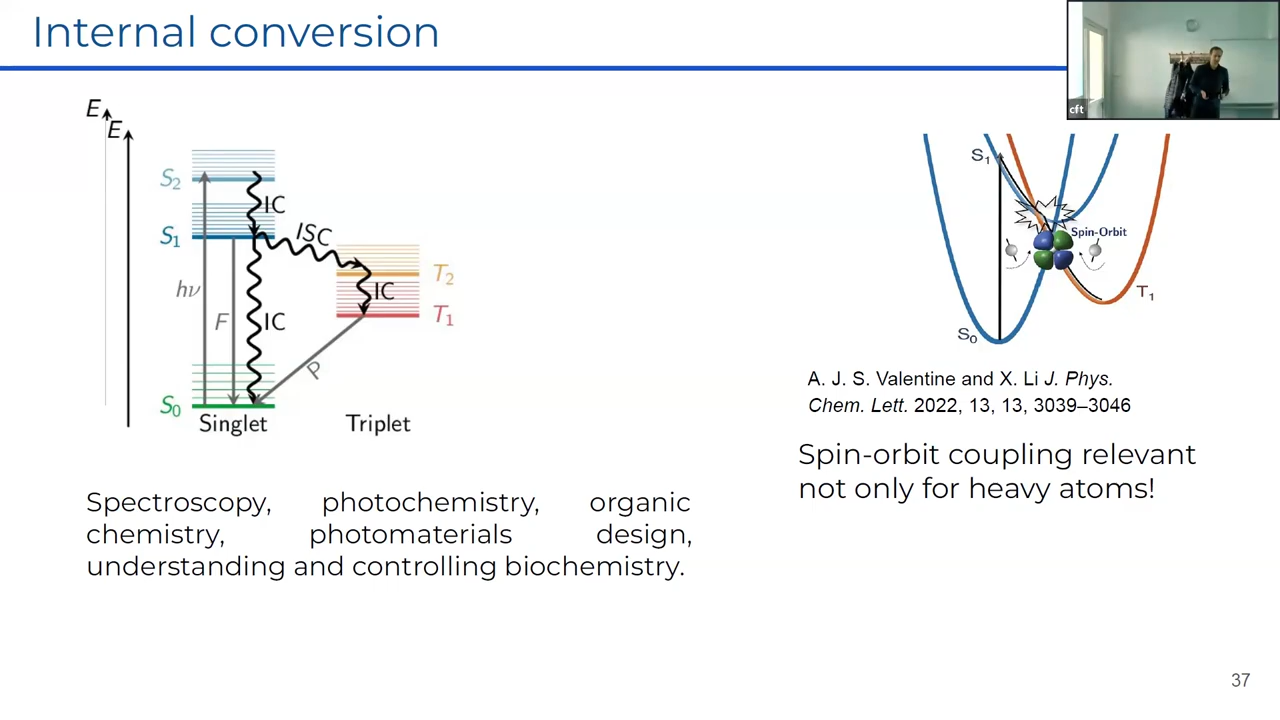 Internal conversion
cft
E
E
S2
IC
S1
ISC
T2
hν
F
IC
IC
T1
P
S0
Singlet
Triplet
S1
Spin-Orbit
T1
S0
A. J. S. Valentine and X. Li J. Phys.
Chem. Lett. 2022, 13, 13, 3039–3046
Spin-orbit coupling relevant
not only for heavy atoms!
Spectroscopy, photochemistry, organic
chemistry, photomaterials design,
understanding and controlling biochemistry.
37